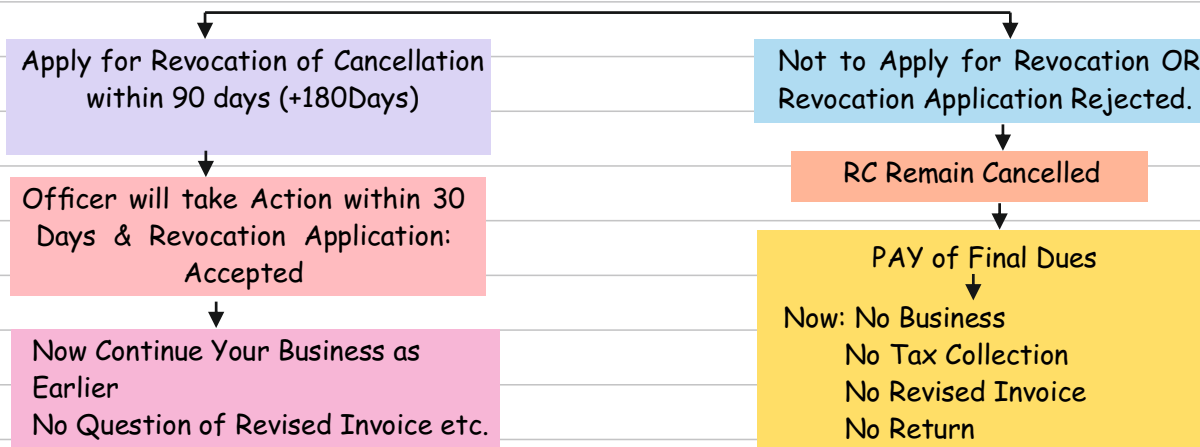 Apply for Revocation of Cancellation
within 90 days (+180Days)
Officer will take Action within 30
Days & Revocation Application:
Accepted
Now Continue Your Business as
Earlier
No Question of Revised Invoice etc.
Not to Apply for Revocation OR
Revocation Application Rejected.
RC Remain Cancelled
PAY of Final Dues
Now: No Business
No Tax Collection
No Revised Invoice
No Return